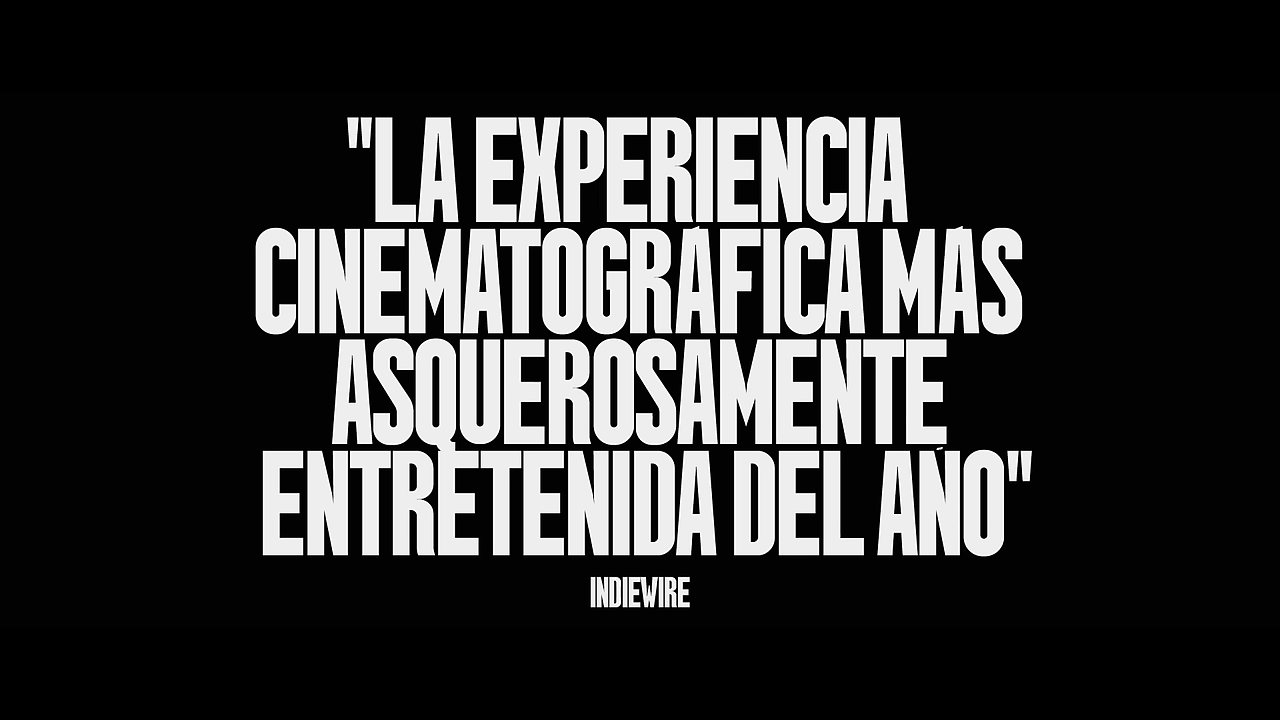 "LA EXPERIENCIA
CINEMATOGRÁFICA MÁS
ASQUEROSAMENTE
ENTRETENIDA DEL AÑO"
INDIEWIRE